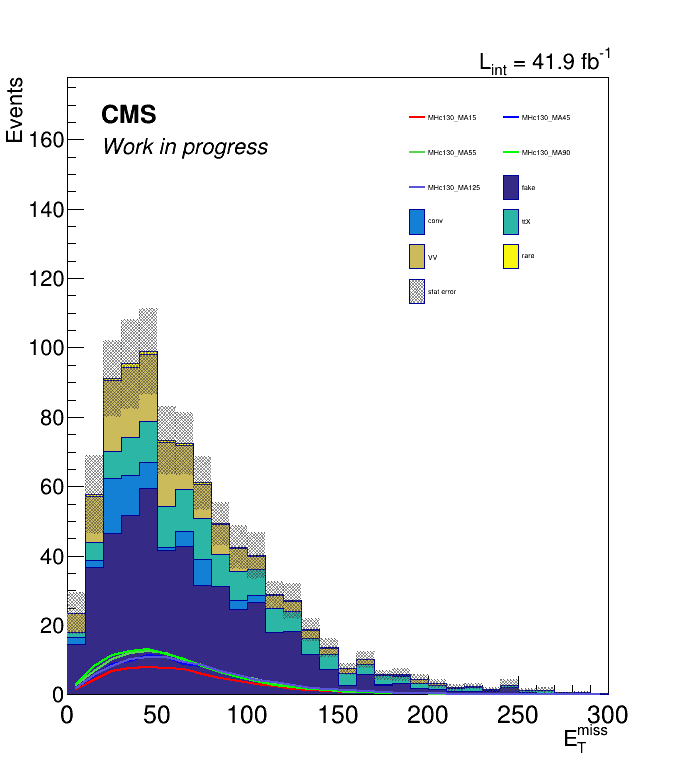 L_int = 41.9 fb^-1
Events
CMS
Work in progress
MHc130_MA15
MHc130_MA45
MHc130_MA55
MHc130_MA90
MHc130_MA125
fake
conv
ttX
VV
rare
stat error
160
140
120
100
80
60
40
20
0
0 50 100 150 200 250 300
E_T^miss